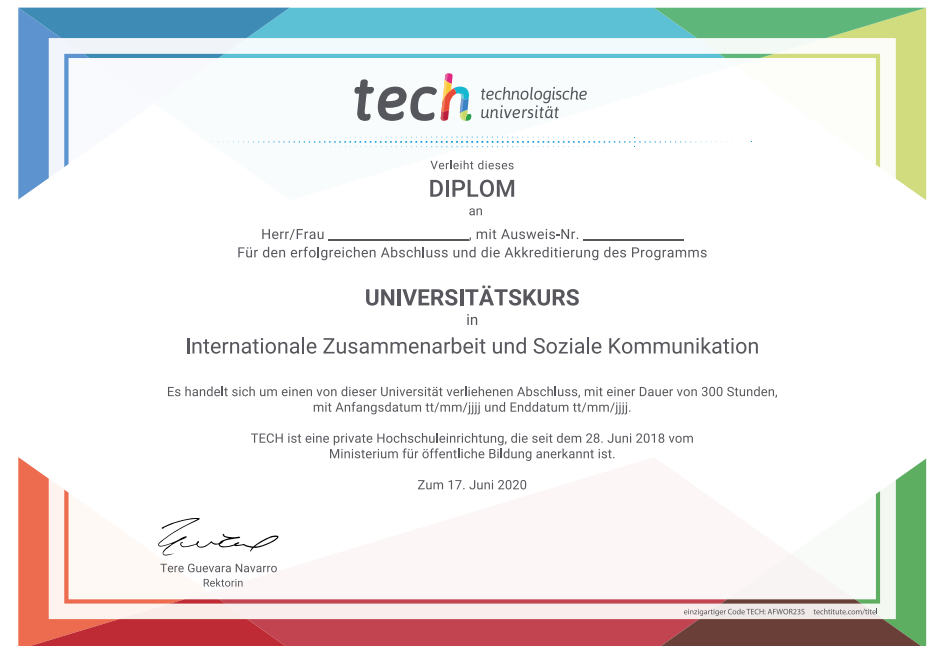 tech technologische
universität
Verleiht dieses
DIPLOM
an
Herr/Frau ____________________, mit Ausweis-Nr. ______________
Für den erfolgreichen Abschluss und die Akkreditierung des Programms
UNIVERSITÄTSKURS
in
Internationale Zusammenarbeit und Soziale Kommunikation
Es handelt sich um einen von dieser Universität verliehenen Abschluss, mit einer Dauer von 300 Stunden,
mit Anfangsdatum tt/mm/jjjj und Enddatum tt/mm/jjjj.
TECH ist eine private Hochschuleinrichtung, die seit dem 28. Juni 2018 vom
Ministerium für öffentliche Bildung anerkannt ist.
Zum 17. Juni 2020
Tere Guevara Navarro
Rektorin
einzigartiger Code TECH: AFWOR23S techtitute.com/titel